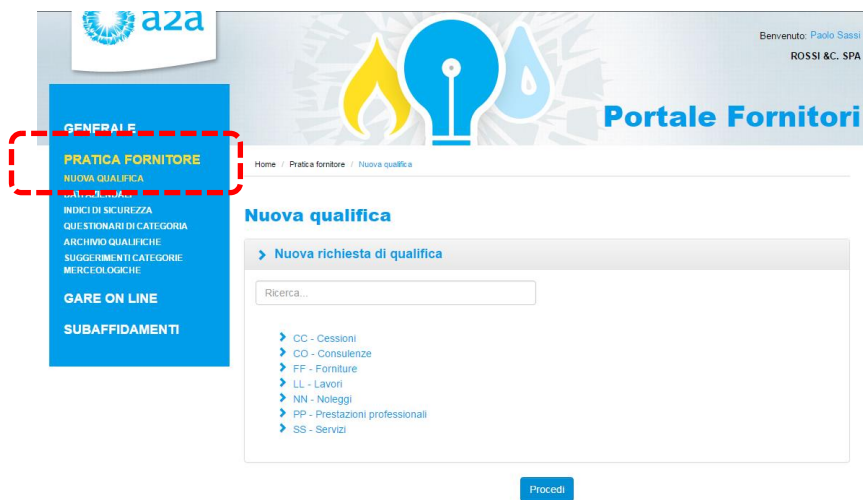 a2a
Benvenuto: Paolo Sassi
ROSSI &C. SPA
Portale Fornitori
GENERALE
PRATICA FORNITORE
NUOVA QUALIFICA
INDICI DI SICUREZZA
QUESTIONARI DI CATEGORIA
ARCHIVIO QUALIFICHE
SUGGERIMENTI CATEGORIE
MERCEOLOGICHE
GARE ON LINE
SUBAFFIDAMENTI
Home / Pratica fornitore / Nuova qualifica
Nuova qualifica
Nuova richiesta di qualifica
Ricerca...
CC - Cessioni
CO - Consulenze
FF - Forniture
LL - Lavori
NN - Noleggi
PP - Prestazioni professionali
SS - Servizi
Procedi